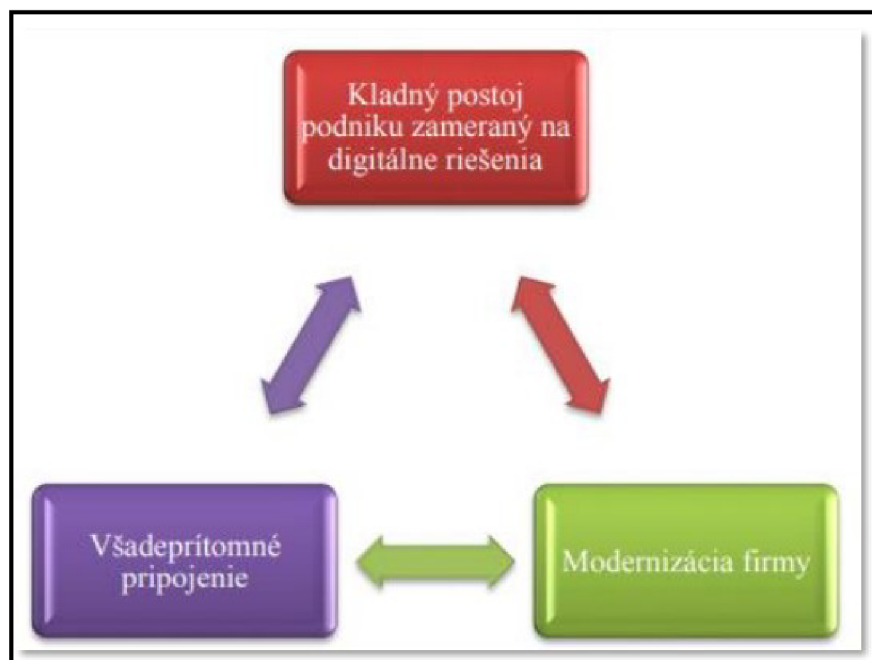 Kladný postoj
podniku zameraný na
digitálne riešenia
Všadeprítomné
pripojenie
Modernizácia firmy